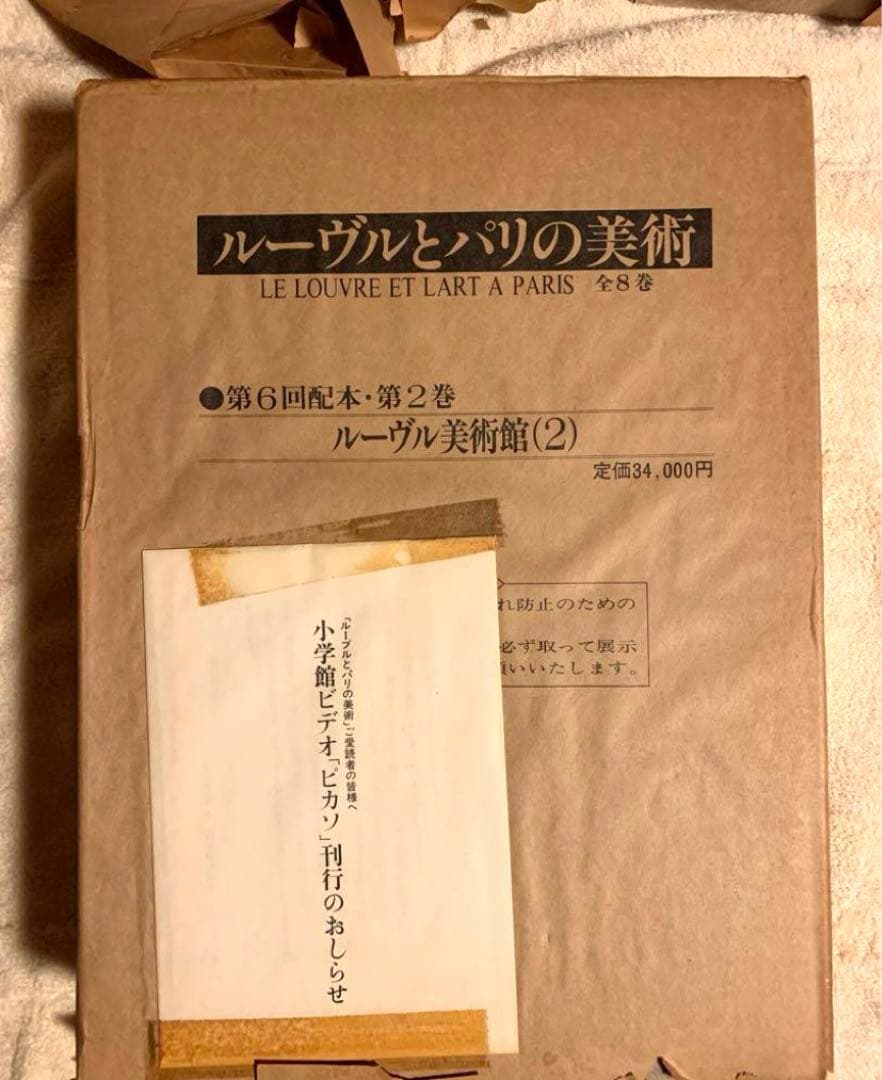 ルーヴルとパリの美術
LE LOUVRE ET L'ART A PARIS 全8巻
●第6回配本・第2巻
ルーヴル美術館(2)
定価34,000円
れ防止のための
必ず取って展示
願いいたします。
「ルーブルとパリの美術」ご愛読者の皆様へ
小学館ビデオ「ピカソ」刊行のおしらせ